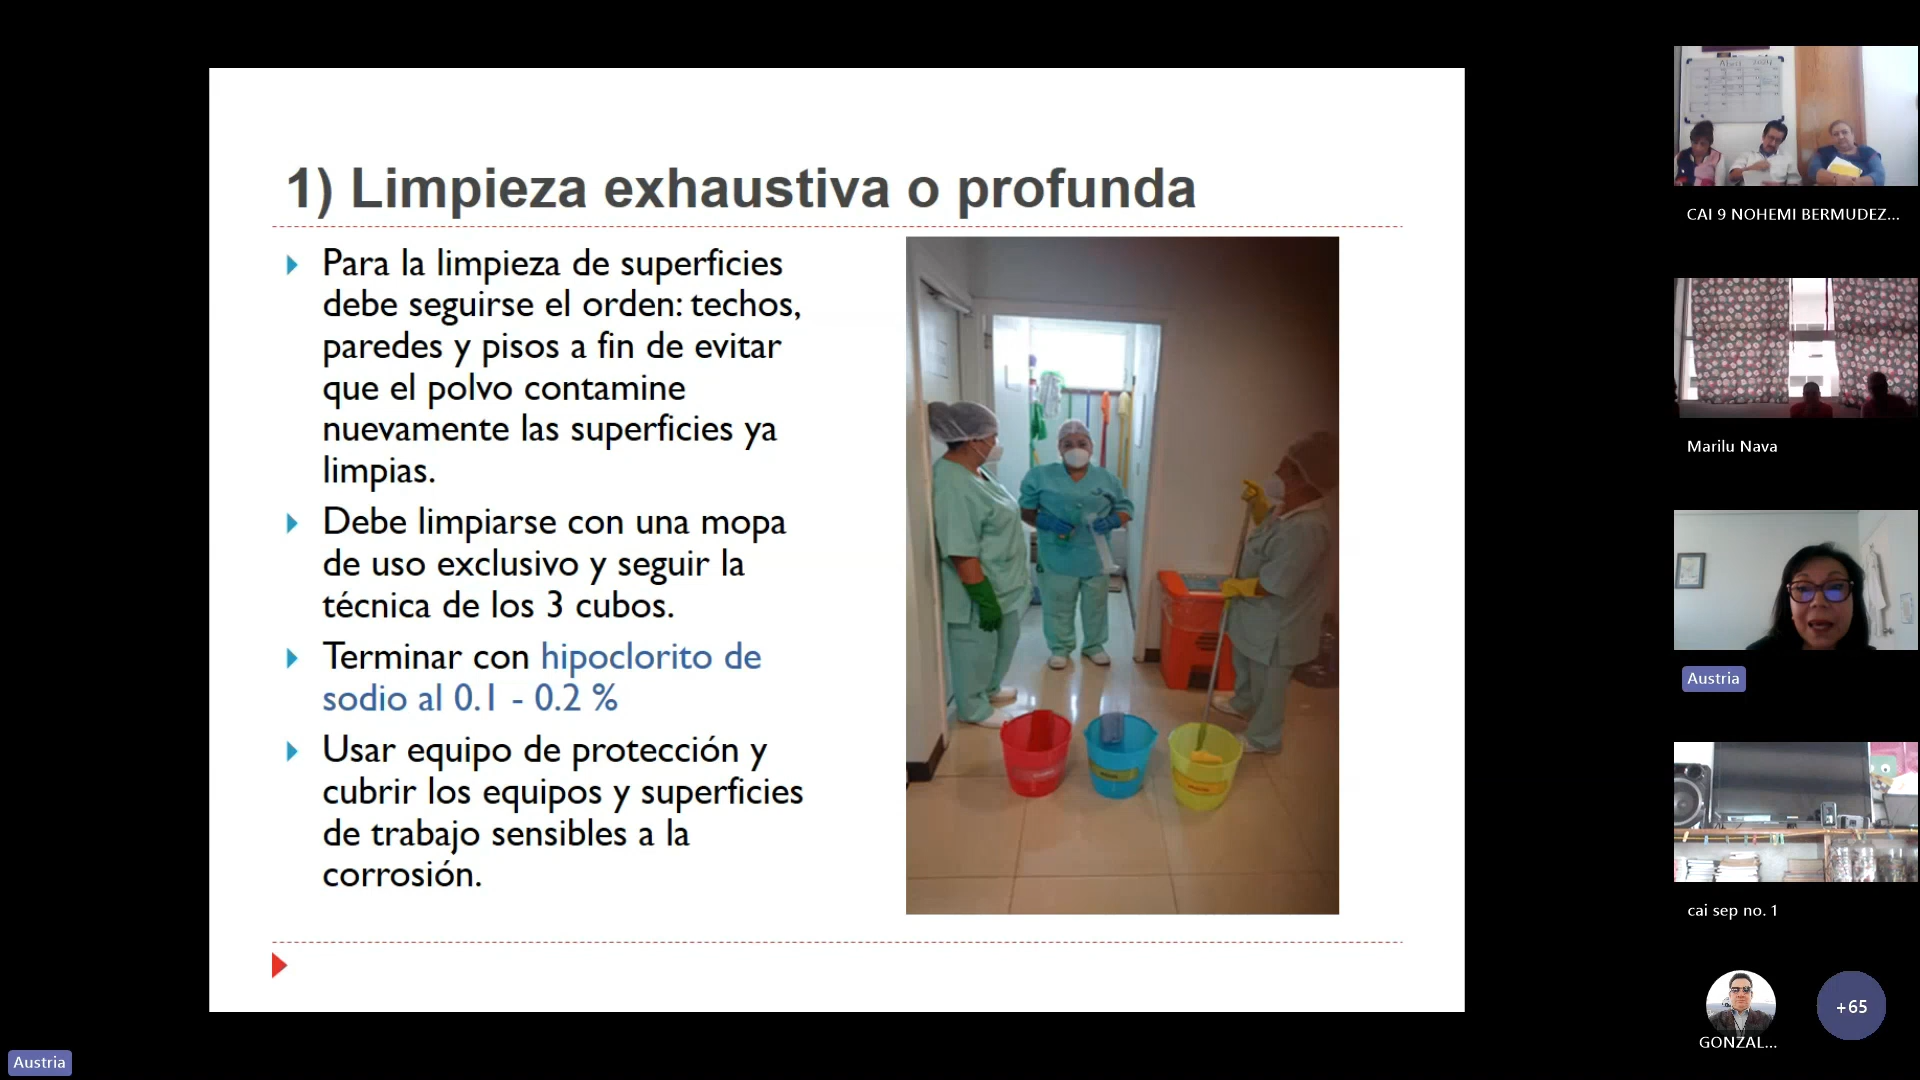 1) Limpieza exhaustiva o profunda
Para la limpieza de superficies
debe seguirse el orden: techos,
paredes y pisos a fin de evitar
que el polvo contamine
nuevamente las superficies ya
limpias.
Debe limpiarse con una mopa
de uso exclusivo y seguir la
técnica de los 3 cubos.
Terminar con hipoclorito de
sodio al 0.1 - 0.2 %
Usar equipo de protección y
cubrir los equipos y superficies
de trabajo sensibles a la
corrosión.
Abril 2024
CAI 9 NOHEMI BERMUDEZ...
Marilu Nava
Austria
cai sep no. 1
GONZAL...
+65
Austria